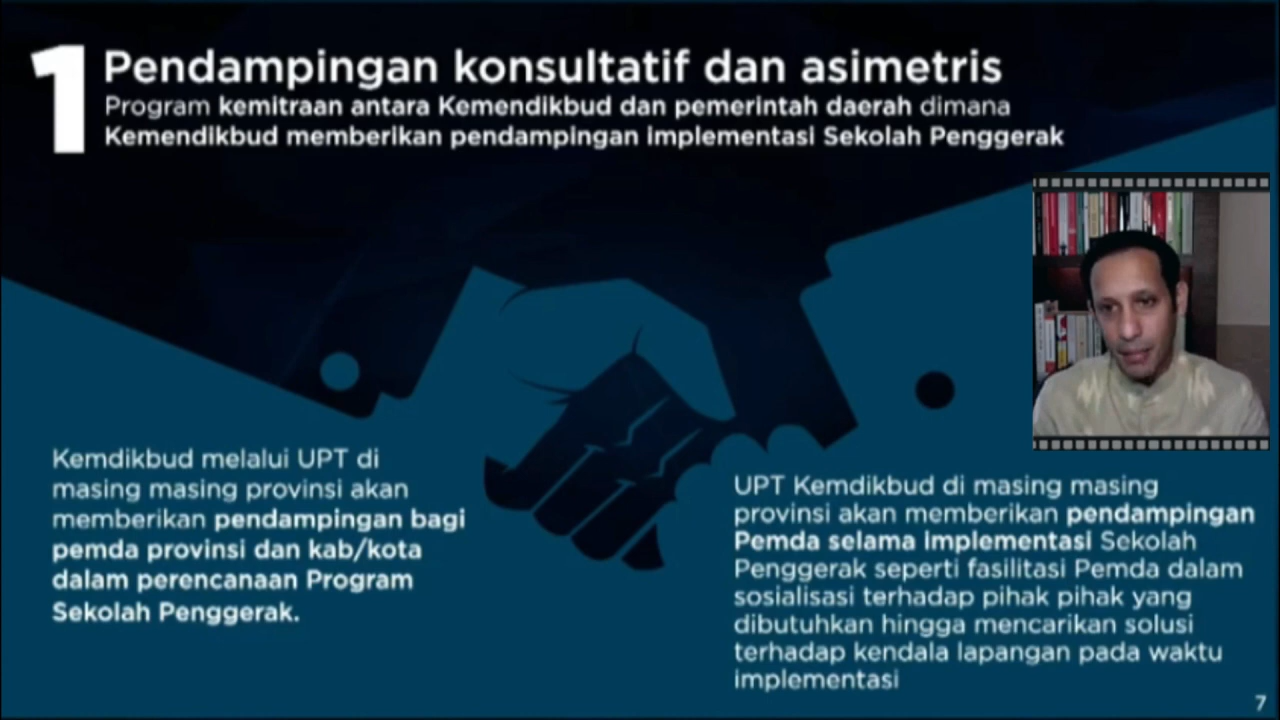 1
Pendampingan konsultatif dan asimetris
Program kemitraan antara Kemendikbud dan pemerintah daerah dimana
Kemendikbud memberikan pendampingan implementasi Sekolah Penggerak
Kemdikbud melalui UPT di
masing masing provinsi akan
memberikan pendampingan bagi
pemda provinsi dan kab/kota
dalam perencanaan Program
Sekolah Penggerak.
UPT Kemdikbud di masing masing
provinsi akan memberikan pendampingan
Pemda selama implementasi Sekolah
Penggerak seperti fasilitasi Pemda dalam
sosialisasi terhadap pihak pihak yang
dibutuhkan hingga mencarikan solusi
terhadap kendala lapangan pada waktu
implementasi
7